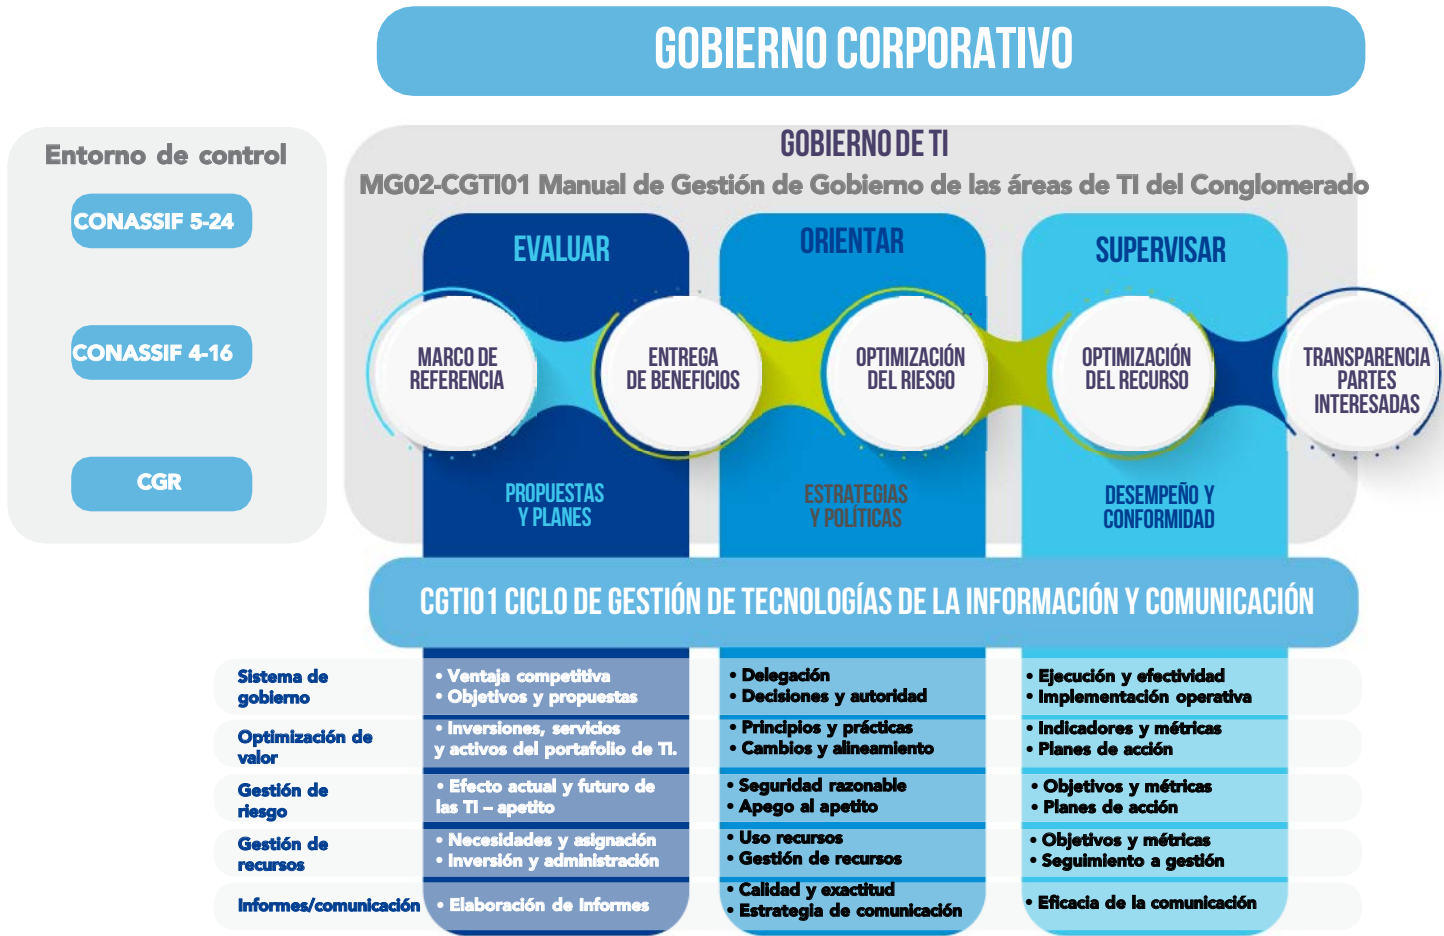 GOBIERNO CORPORATIVO
Entorno de control
CONASSIF 5-24
CONASSIF 4-16
CGR
GOBIERNO DE TI
MG02-CGTI01 Manual de Gestión de Gobierno de las áreas de TI del Conglomerado
EVALUAR
ORIENTAR
SUPERVISAR
MARCO DE
REFERENCIA
ENTREGA
DE BENEFICIOS
OPTIMIZACIÓN
DEL RIESGO
OPTIMIZACIÓN
DEL RECURSO
TRANSPARENCIA
PARTES
INTERESADAS
PROPUESTAS
Y PLANES
ESTRATEGIAS
Y POLÍTICAS
DESEMPEÑO Y
CONFORMIDAD
CGTI01 CICLO DE GESTIÓN DE TECNOLOGÍAS DE LA INFORMACIÓN Y COMUNICACIÓN
Sistema de
gobierno
• Ventaja competitiva
• Objetivos y propuestas
• Delegación
• Decisiones y autoridad
• Ejecución y efectividad
• Implementación operativa
Optimización de
valor
• Inversiones, servicios
y activos del portafolio de TI.
• Principios y prácticas
• Cambios y alineamiento
• Indicadores y métricas
• Planes de acción
Gestión de
riesgo
• Efecto actual y futuro de
las TI – apetito
• Seguridad razonable
• Apego al apetito
• Objetivos y métricas
• Planes de acción
Gestión de
recursos
• Necesidades y asignación
• Inversión y administración
• Uso recursos
• Gestión de recursos
• Objetivos y métricas
• Seguimiento a gestión
Informes/comunicación
• Elaboración de Informes
• Calidad y exactitud
• Estrategia de comunicación
• Eficacia de la comunicación